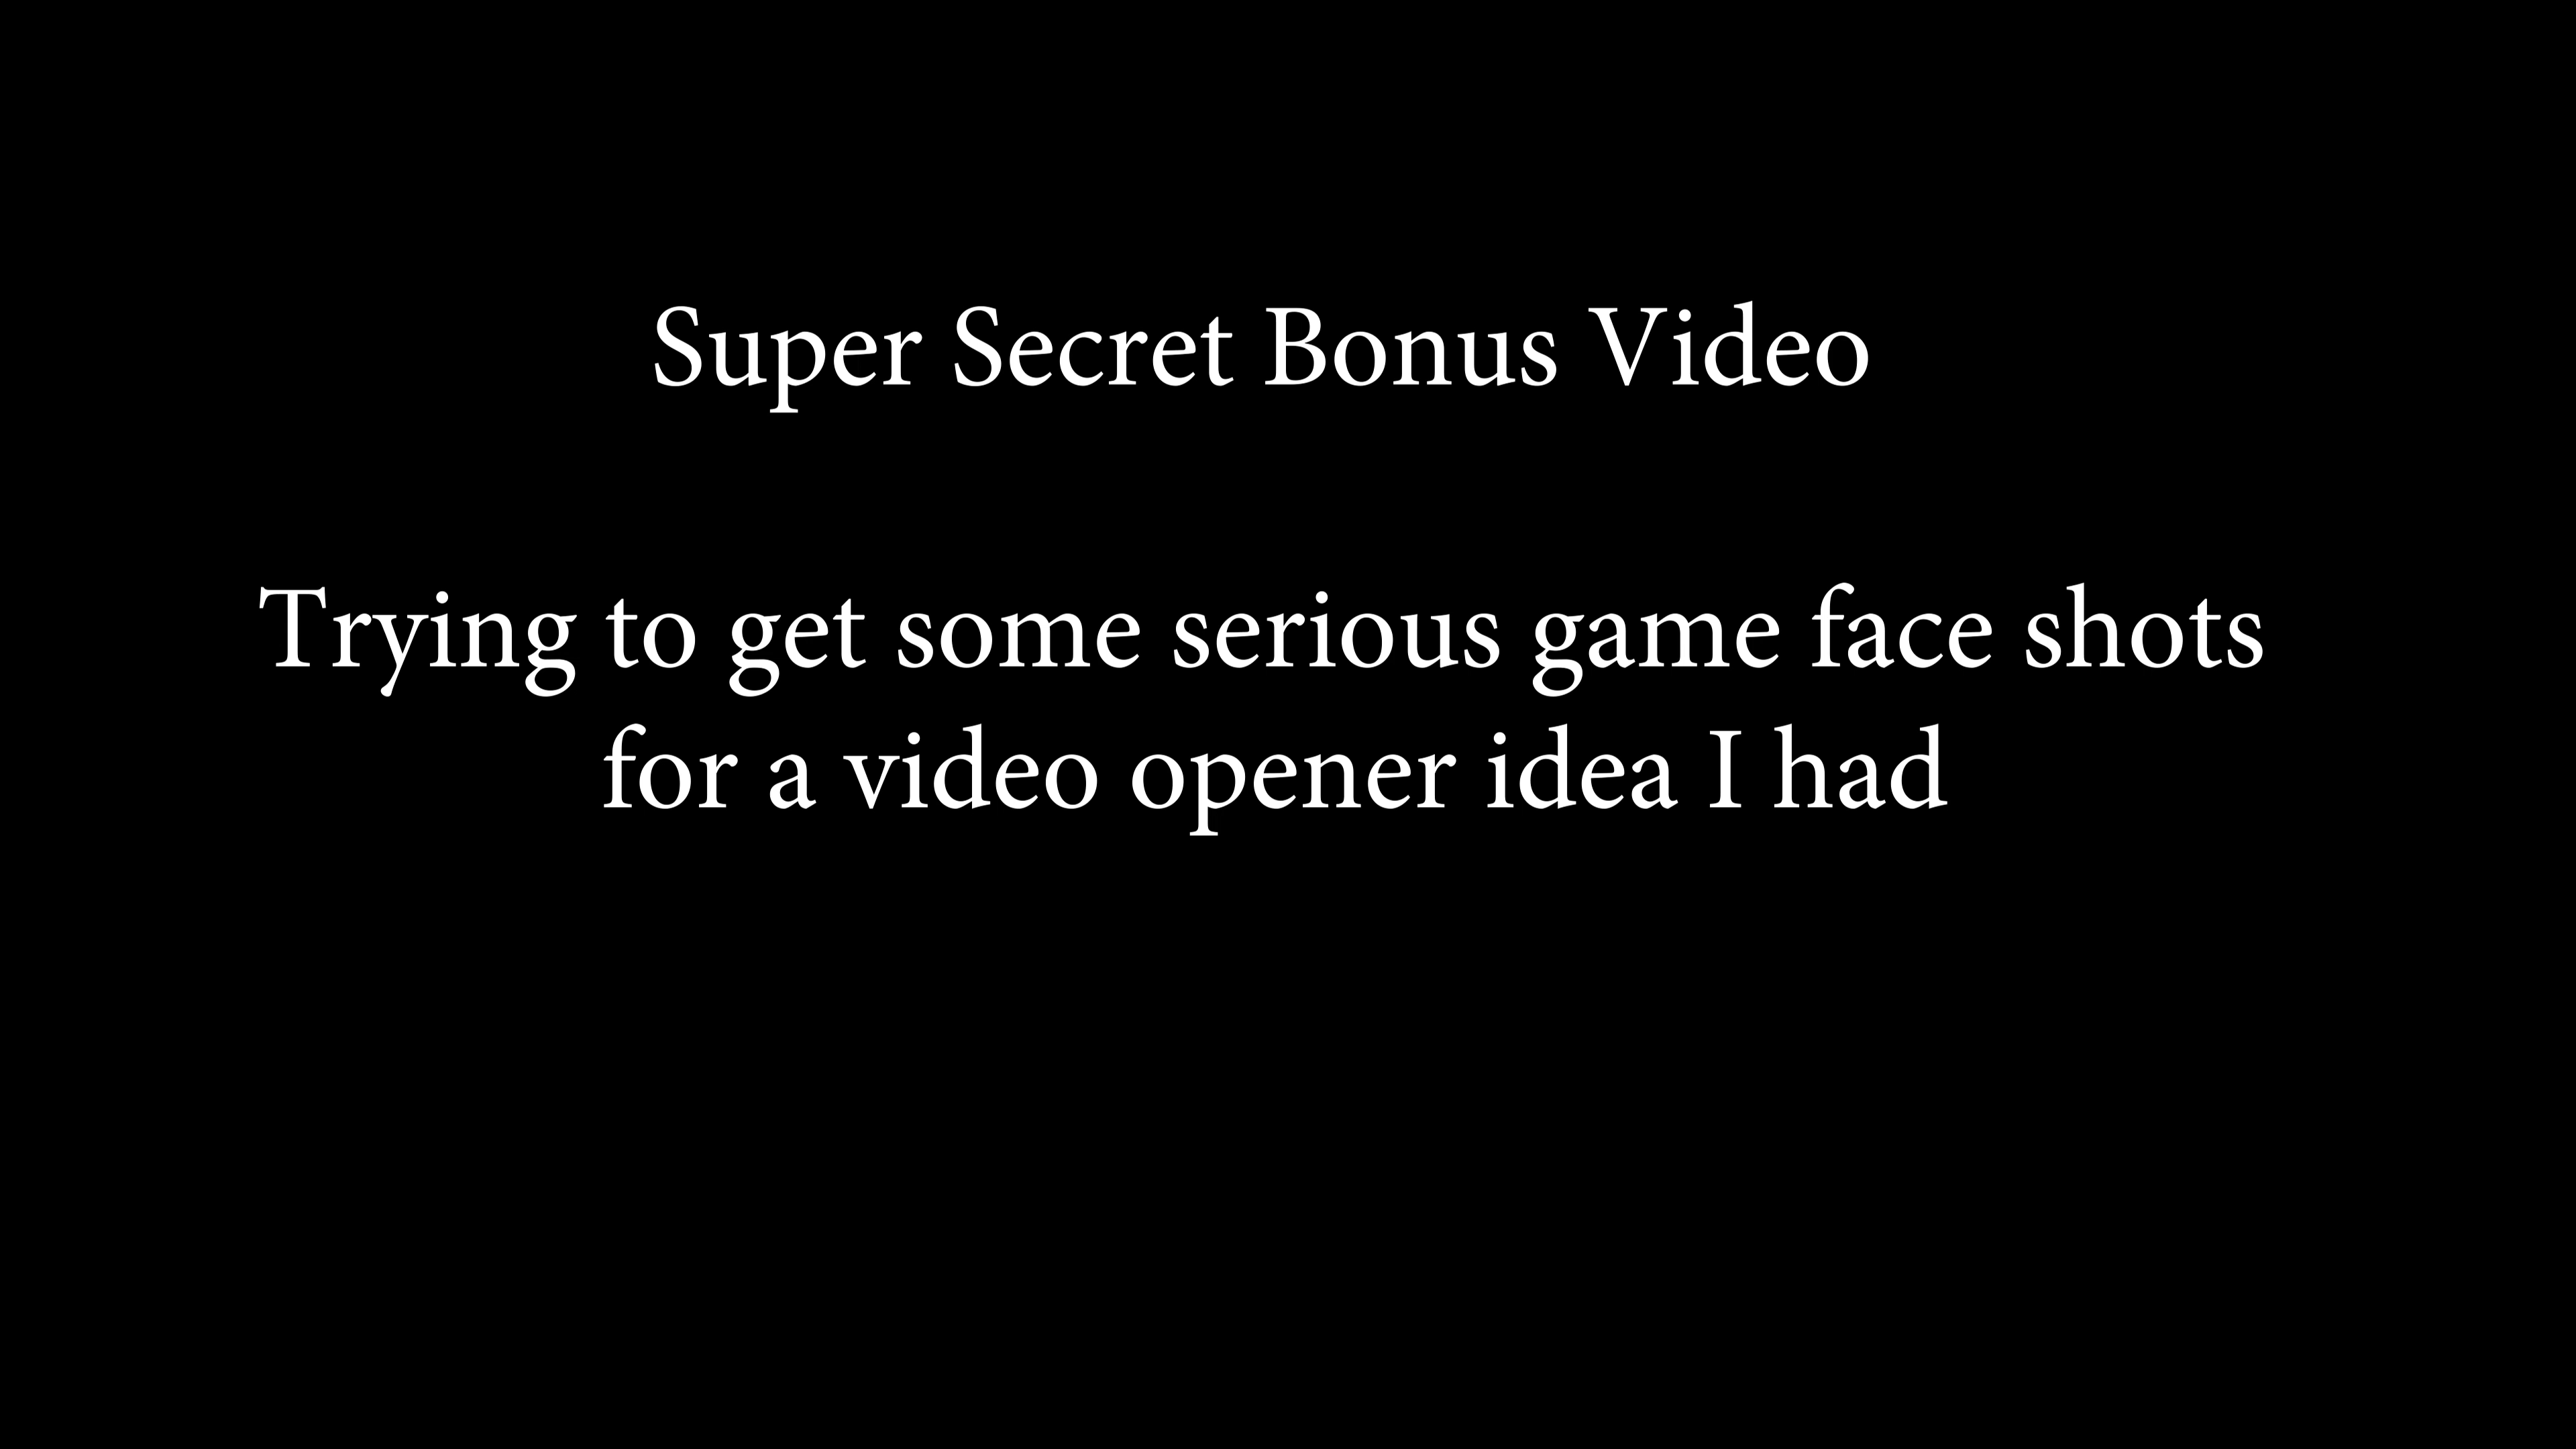 Super Secret Bonus Video
Trying to get some serious game face shots
for a video opener idea I had